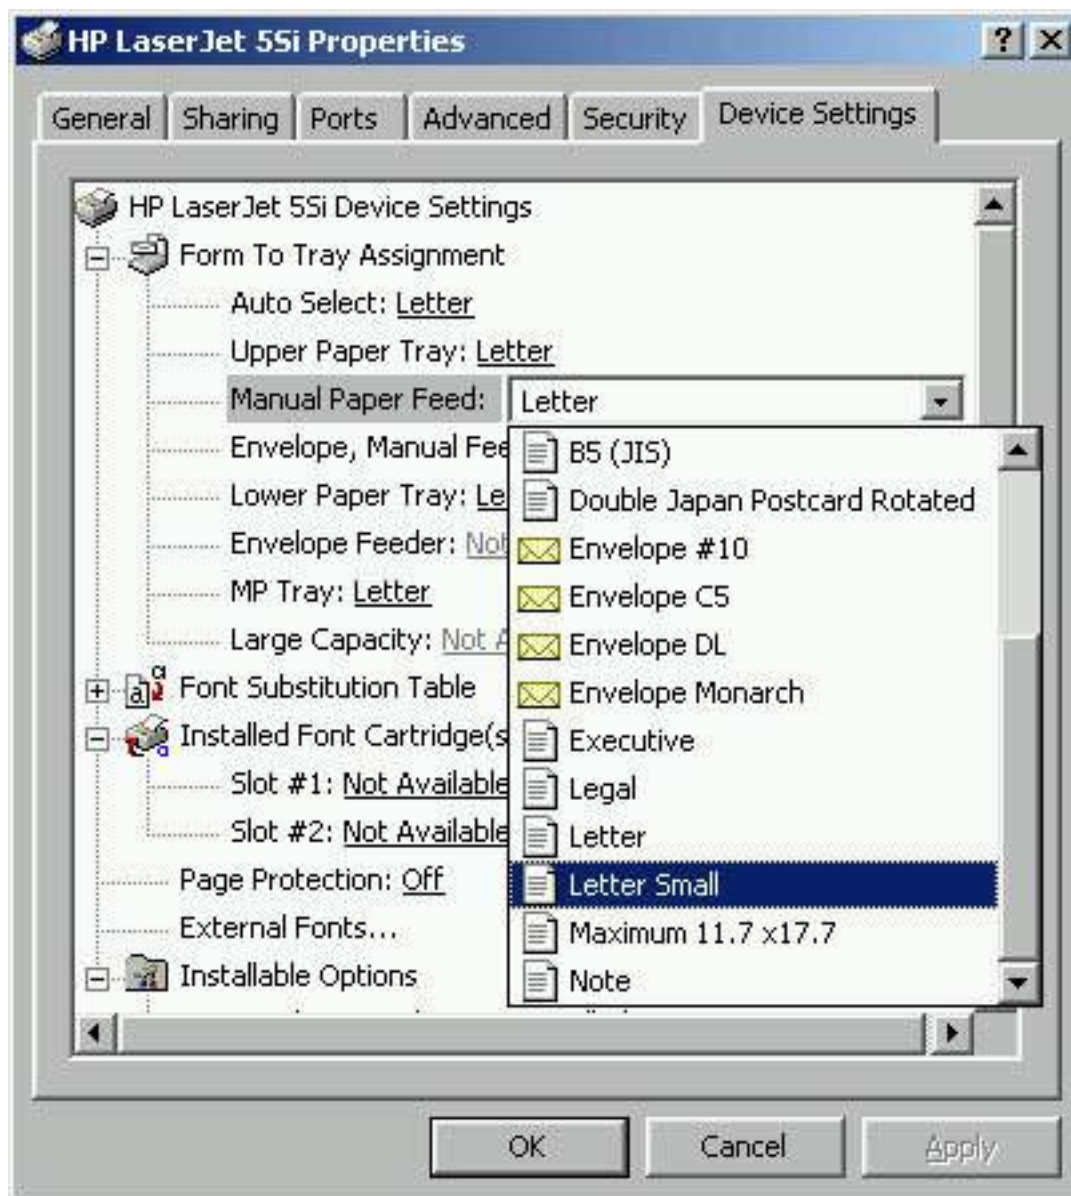 HP LaserJet 5Si Properties
General Sharing Ports Advanced Security Device Settings
HP LaserJet 5Si Device Settings
Form To Tray Assignment
Auto Select: Letter
Upper Paper Tray: Letter
Manual Paper Feed: Letter
Envelope, Manual Fee
B5 (JIS)
Lower Paper Tray: Le
Double Japan Postcard Rotated
Envelope Feeder: Not
Envelope #10
MP Tray: Letter
Envelope C5
Large Capacity: Not A
Envelope DL
Font Substitution Table
Envelope Monarch
Installed Font Cartridge(s
Executive
Slot #1: Not Available
Legal
Slot #2: Not Available
Letter
Page Protection: Off
Letter Small
External Fonts...
Maximum 11.7 x17.7
Installable Options
Note
OK Cancel Apply